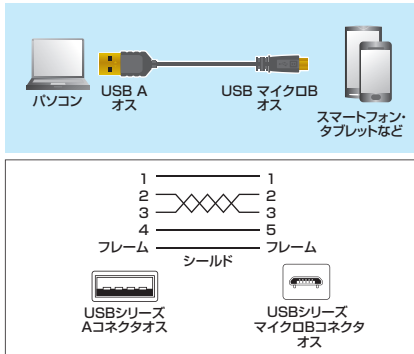 パソコン
USB A
オス
USB マイクロB
オス
スマートフォン・
タブレットなど
1 1
2 2
3 3
4 5
フレーム フレーム
シールド
USBシリーズ
Aコネクタオス
USBシリーズ
マイクロBコネクタ
オス